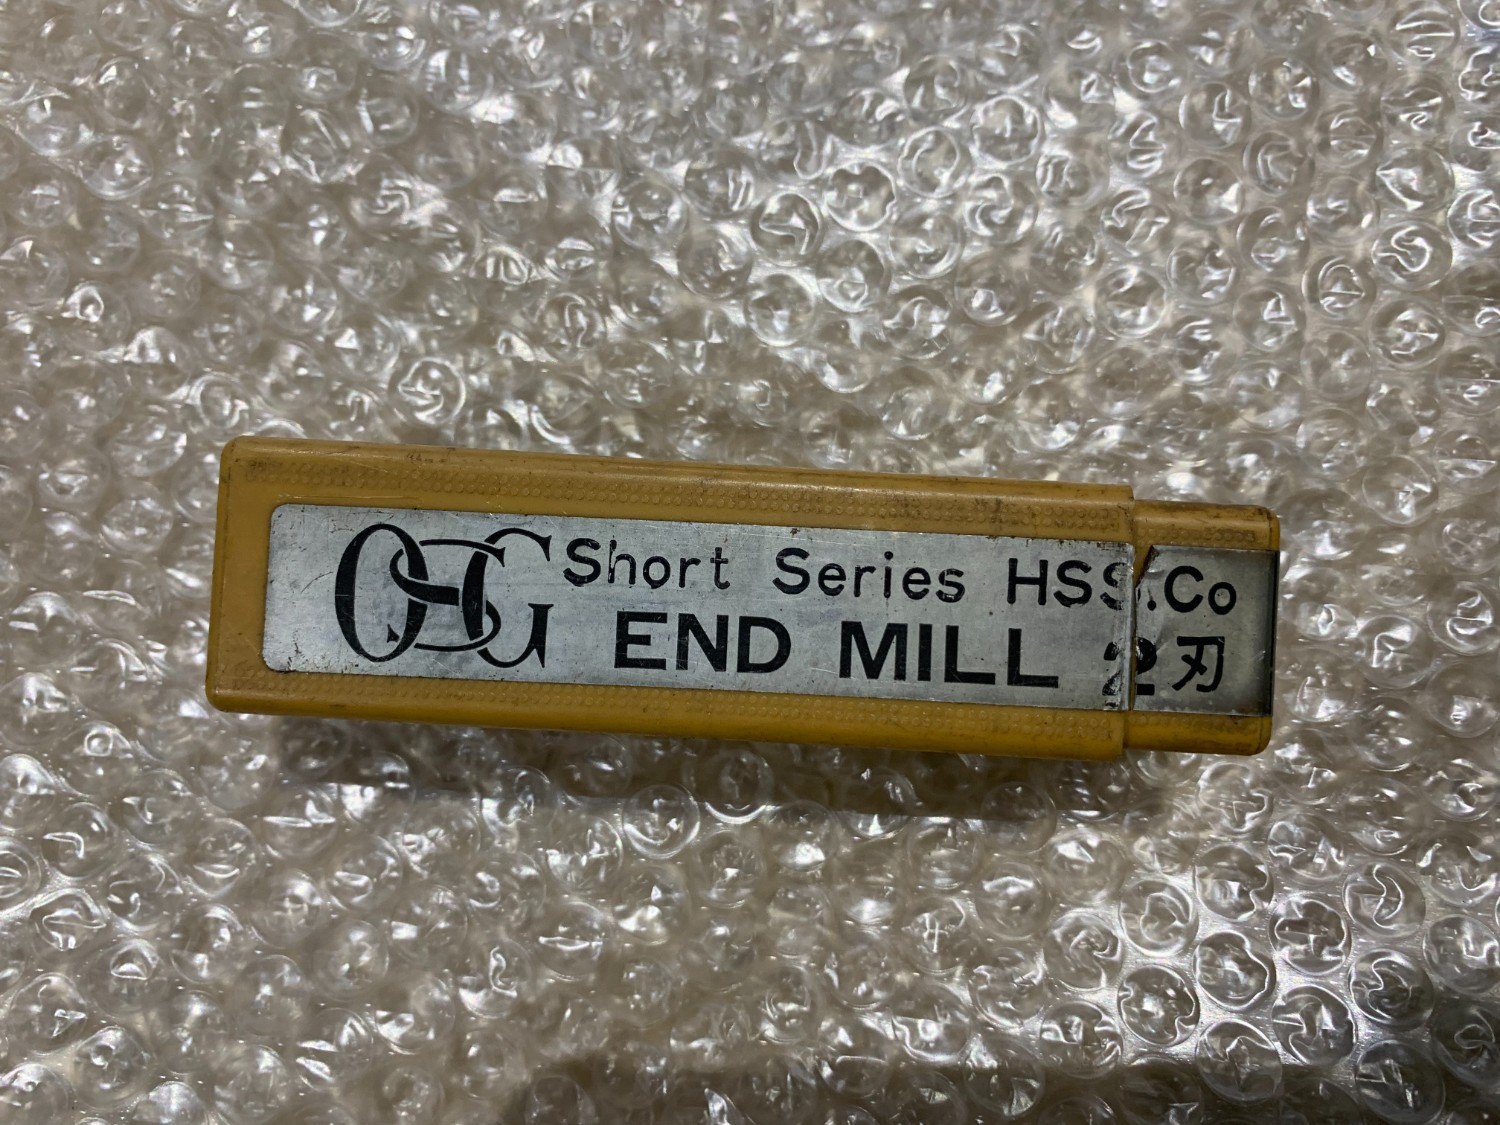 OSG Short Series HSS.Co
END MILL 2刃